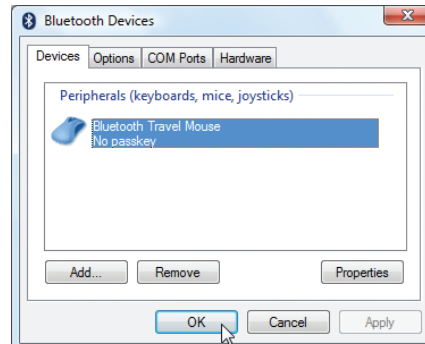 Bluetooth Devices
Devices Options COM Ports Hardware
Peripherals (keyboards, mice, joysticks)
Bluetooth Travel Mouse
No passkey
Add... Remove Properties
OK Cancel Apply